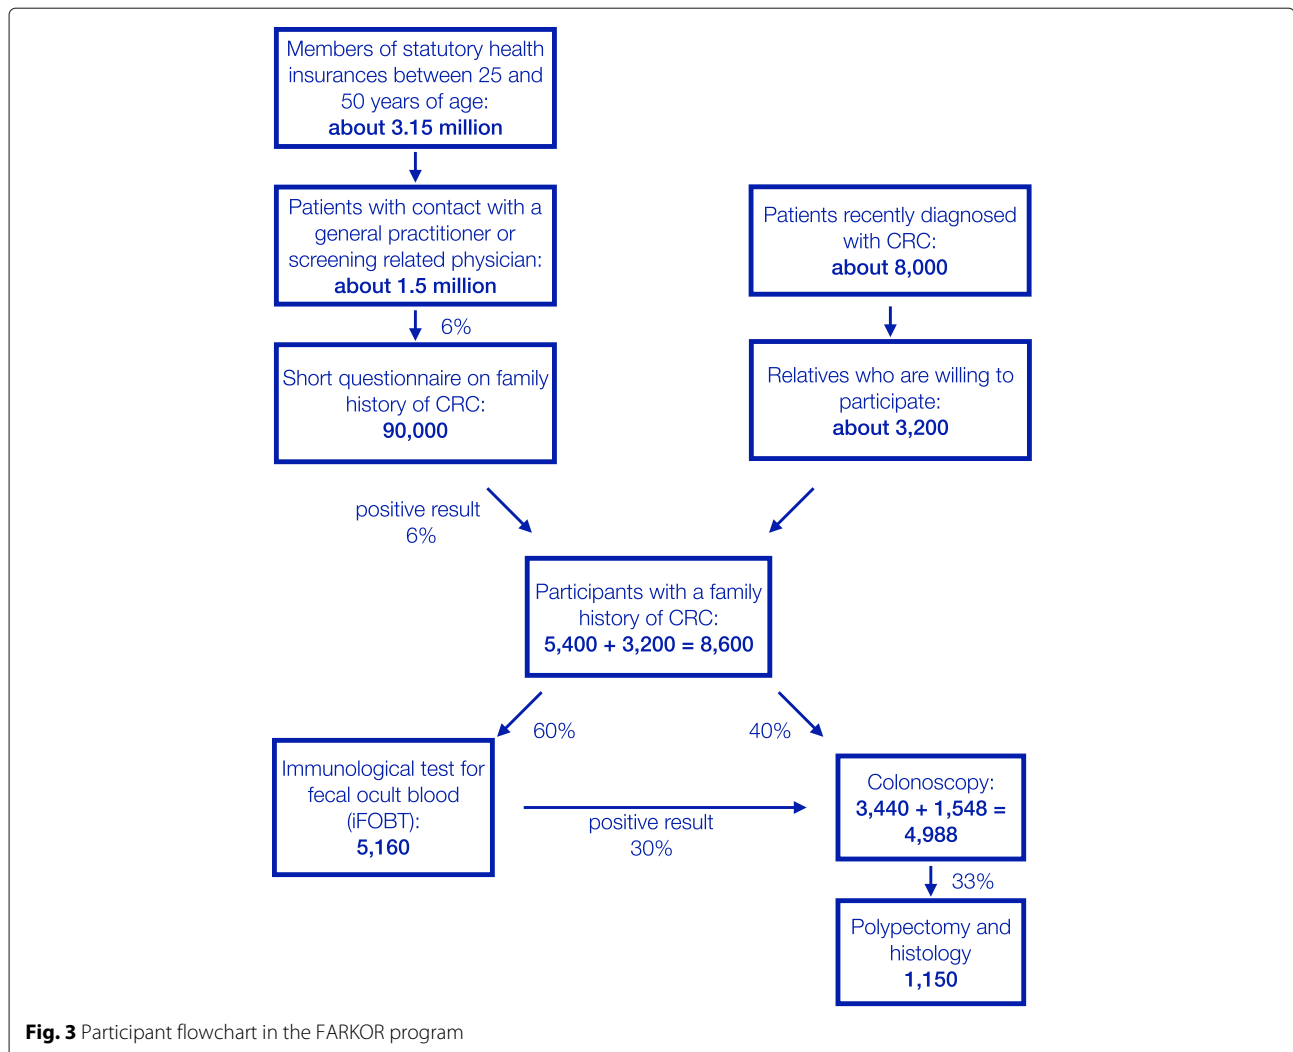 Members of statutory health
insurances between 25 and
50 years of age:
about 3.15 million
Patients with contact with a
general practitioner or
screening related physician:
about 1.5 million
6%
Short questionnaire on family
history of CRC:
90,000
Patients recently diagnosed
with CRC:
about 8,000
Relatives who are willing to
participate:
about 3,200
positive result
6%
Participants with a family
history of CRC:
5,400 + 3,200 = 8,600
60%
40%
Immunological test for
fecal ocult blood
(iFOBT):
5,160
positive result
30%
Colonoscopy:
3,440 + 1,548 =
4,988
33%
Polypectomy and
histology
1,150
Fig. 3 Participant flowchart in the FARKOR program